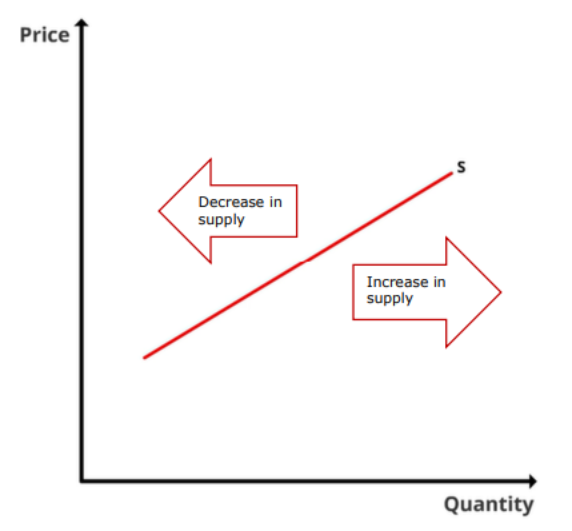 Price
S
Decrease in
supply
Increase in
supply
Quantity